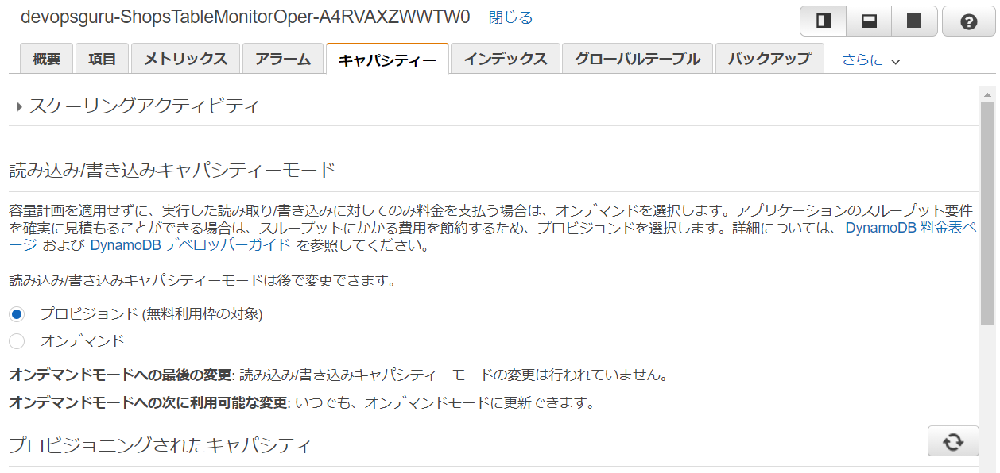 devopsguru-ShopsTableMonitorOper-A4RVAXZWWTW0 閉じる
概要 項目 メトリックス アラーム キャパシティー インデックス グローバルテーブル バックアップ さらに
スケーリングアクティビティ
読み込み/書き込みキャパシティーモード
容量計画を適用せずに、実行した読み取り/書き込みに対してのみ料金を支払う場合は、オンデマンドを選択します。アプリケーションのスループット要件
を確実に見積もることができる場合は、スループットにかかる費用を節約するため、プロビジョンドを選択します。詳細については、 DynamoDB 料金表ペ
ージ および DynamoDB デベロッパーガイド を参照してください。
読み込み/書き込みキャパシティーモードは後で変更できます。
プロビジョンド (無料利用枠の対象)
オンデマンド
オンデマンドモードへの最後の変更: 読み込み/書き込みキャパシティーモードの変更は行われていません。
オンデマンドモードへの次に利用可能な変更: いつでも、オンデマンドモードに更新できます。
プロビジョニングされたキャパシティ